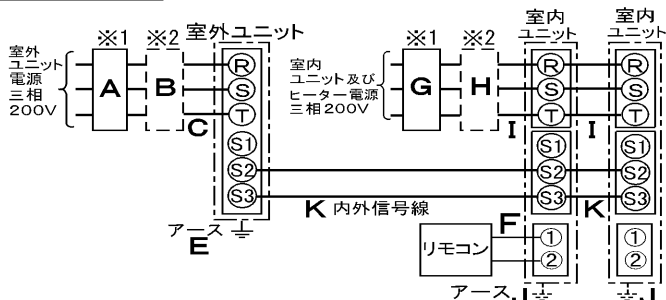 ※1 ※2 室外ユニット
室外
ユニット
電源
三相
200V
A
B
C
R
S
T
S1
S2
S3
アース
E
※1 ※2
室内
ユニット及び
ヒーター電源
三相200V
G
H
I
I
室内
ユニット
R
S
T
S1
S2
S3
① 
②
室内
ユニット
R
S
T
S1
S2
S3
①
②
K 内外信号線
K
F
リモコン
アース J
J